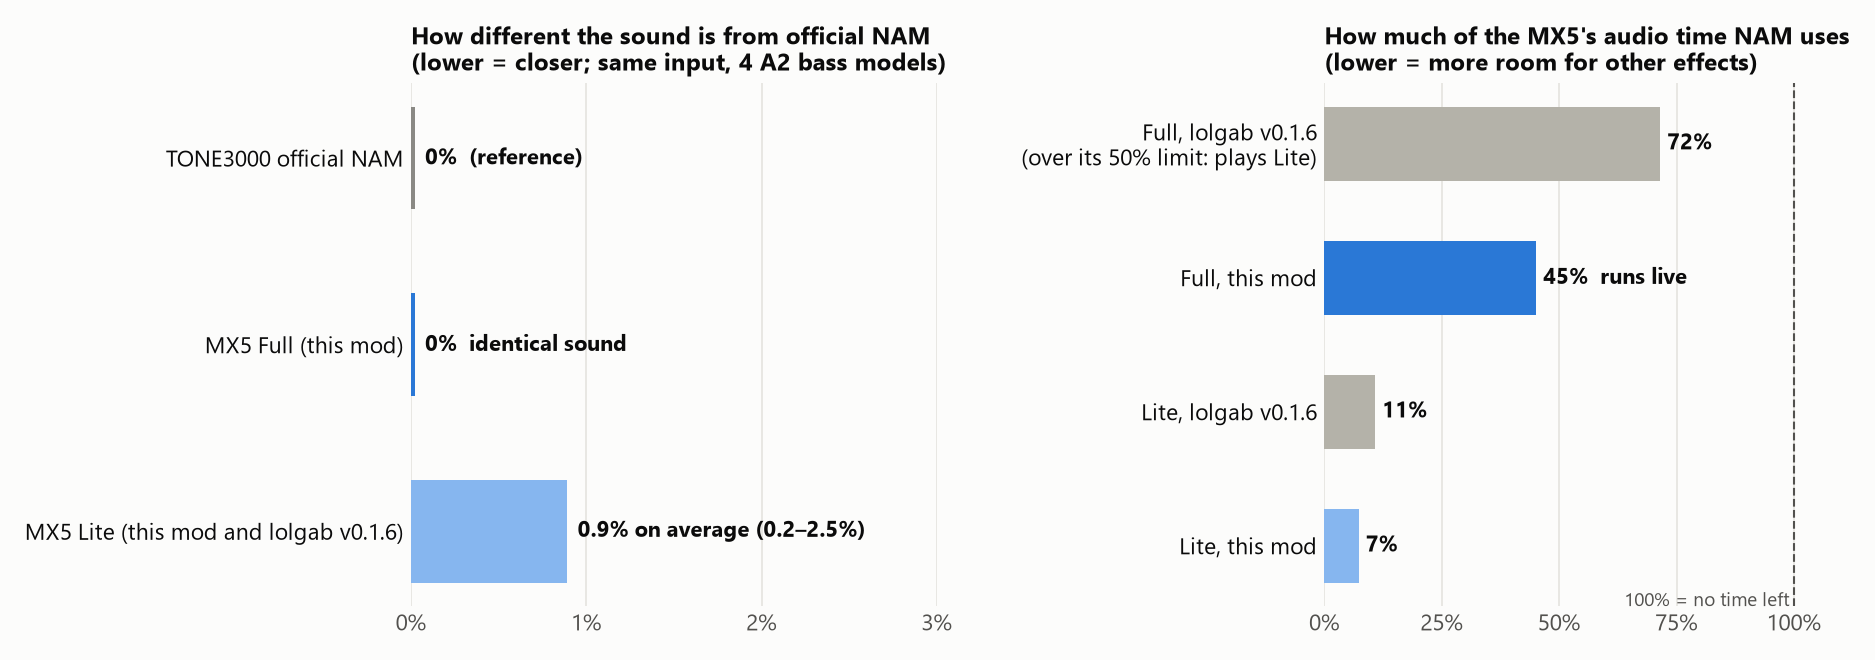 How different the sound is from official NAM
(lower = closer; same input, 4 A2 bass models)
TONE3000 official NAM
0% (reference)
MX5 Full (this mod)
0% identical sound
MX5 Lite (this mod and lolgab v0.1.6)
0.9% on average (0.2–2.5%)
0%
1%
2%
3%
How much of the MX5's audio time NAM uses
(lower = more room for other effects)
Full, lolgab v0.1.6
(over its 50% limit: plays Lite)
72%
Full, this mod
45% runs live
Lite, lolgab v0.1.6
11%
Lite, this mod
7%
100% = no time left
0%
25%
50%
75%
100%